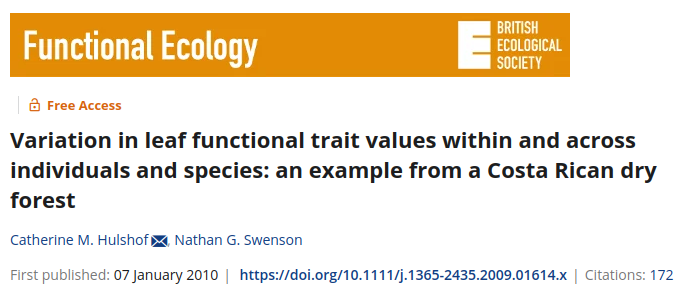 Functional Ecology
BRITISH
ECOLOGICAL
SOCIETY
Free Access
Variation in leaf functional trait values within and across
individuals and species: an example from a Costa Rican dry
forest
Catherine M. Hulshof, Nathan G. Swenson
First published: 07 January 2010 | https://doi.org/10.1111/j.1365-2435.2009.01614.x | Citations: 172